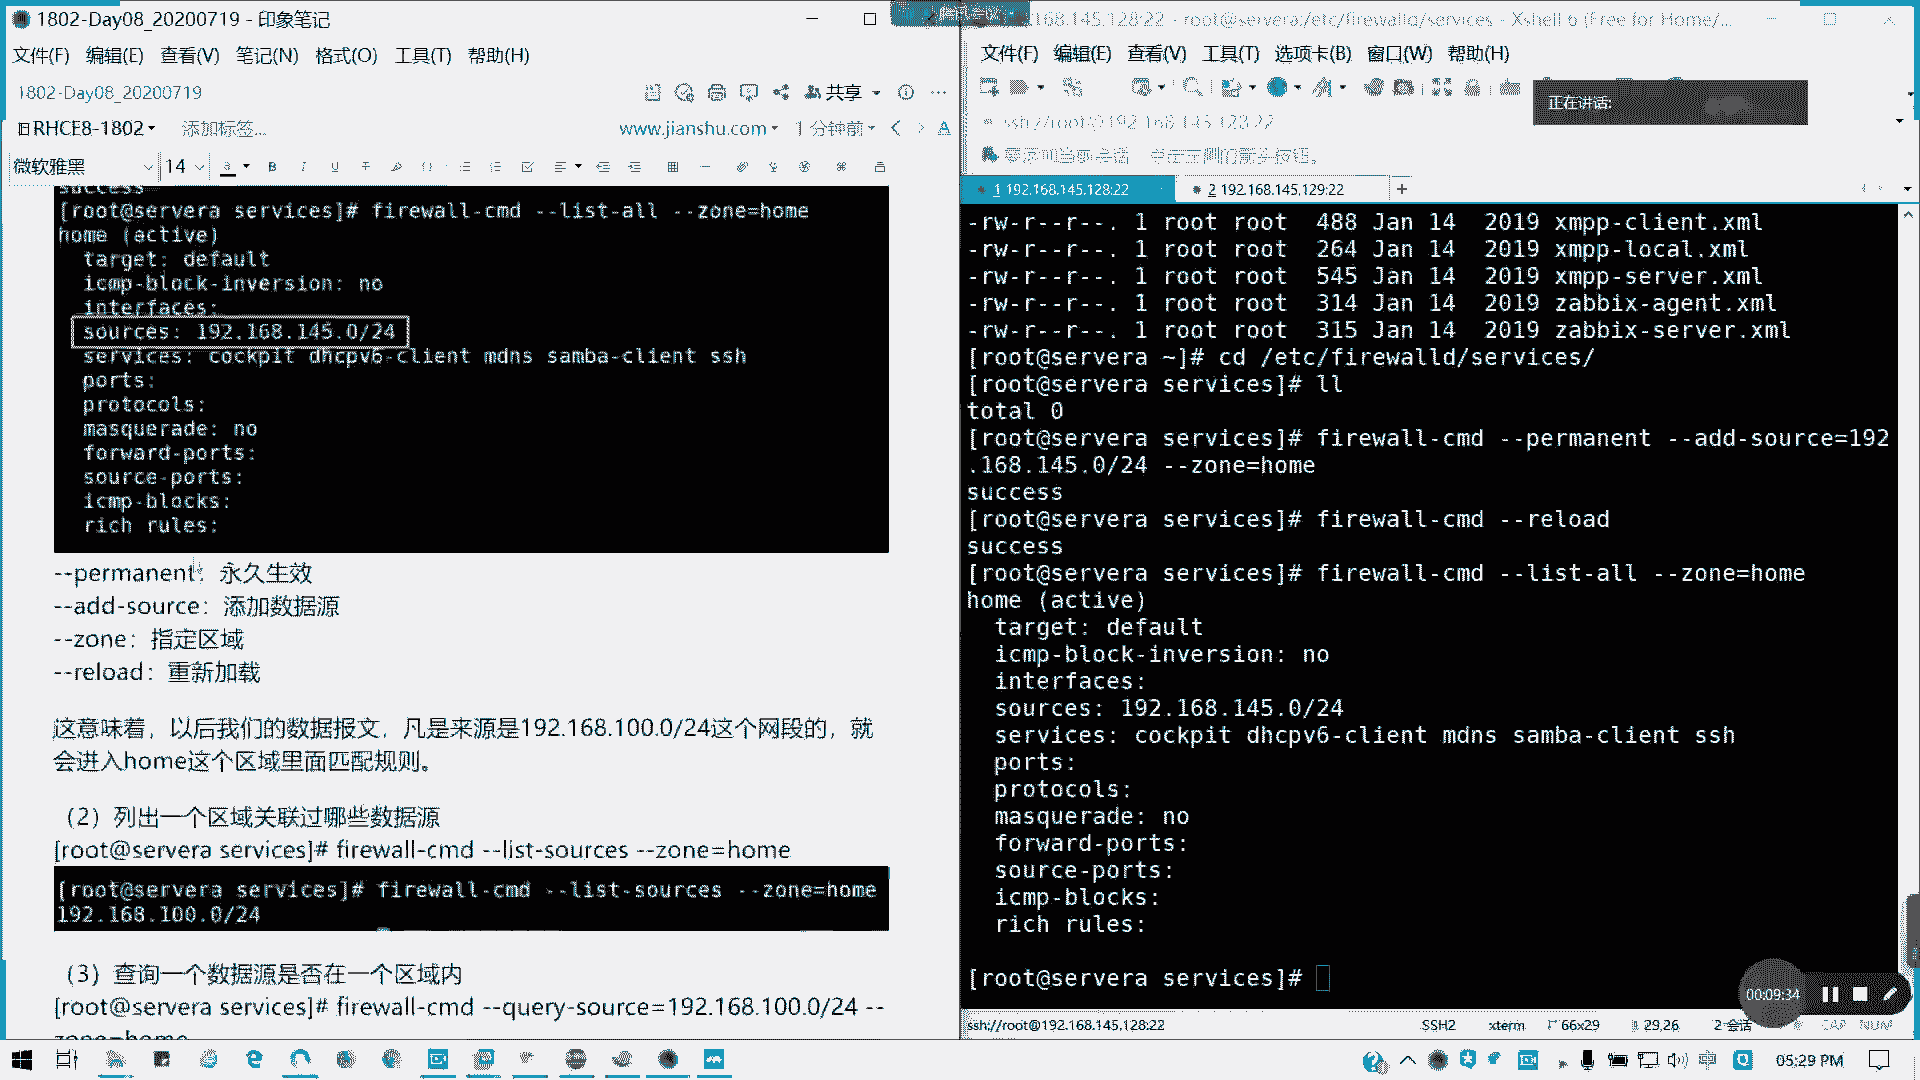 1802-Day08_20200719 - 印象笔记
文件(F) 编辑(E) 查看(V) 笔记(N) 格式(O) 工具(T) 帮助(H)
1802-Day08_20200719
共享
RHCE8-1802 添加标签...
www.jianshu.com 1 分钟前
微软雅黑 14
success
[root@servera services]# firewall-cmd --list-all --zone=home
home (active)
target: default
icmp-block-inversion: no
interfaces:
sources: 192.168.145.0/24
services: cockpit dhcpv6-client mdns samba-client ssh
ports:
protocols:
masquerade: no
forward-ports:
source-ports:
icmp-blocks:
rich rules:
--permanent：永久生效
--add-source：添加数据源
--zone：指定区域
--reload：重新加载
这意味着，以后我们的数据报文，凡是来源是192.168.100.0/24这个网段的，就
会进入home这个区域里面匹配规则。
（2）列出一个区域关联过哪些数据源
[root@servera services]# firewall-cmd --list-sources --zone=home
[root@servera services]# firewall-cmd --list-sources --zone=home
192.168.100.0/24
（3）查询一个数据源是否在一个区域内
[root@servera services]# firewall-cmd --query-source=192.168.100.0/24 --
zone=home
168.145.128:22 - root@servera:/etc/firewalld/services - Xshell 6 (Free for Home/...
文件(F) 编辑(E) 查看(V) 工具(T) 选项卡(B) 窗口(W) 帮助(H)
正在讲话:
ssh://root@192.168.145.128:22
1 192.168.145.128:22
2 192.168.145.129:22
-rw-r--r--. 1 root root 488 Jan 14 2019 xmpp-client.xml
-rw-r--r--. 1 root root 264 Jan 14 2019 xmpp-local.xml
-rw-r--r--. 1 root root 545 Jan 14 2019 xmpp-server.xml
-rw-r--r--. 1 root root 314 Jan 14 2019 zabbix-agent.xml
-rw-r--r--. 1 root root 315 Jan 14 2019 zabbix-server.xml
[root@servera ~]# cd /etc/firewalld/services/
[root@servera services]# ll
total 0
[root@servera services]# firewall-cmd --permanent --add-source=192
.168.145.0/24 --zone=home
success
[root@servera services]# firewall-cmd --reload
success
[root@servera services]# firewall-cmd --list-all --zone=home
home (active)
target: default
icmp-block-inversion: no
interfaces:
sources: 192.168.145.0/24
services: cockpit dhcpv6-client mdns samba-client ssh
ports:
protocols:
masquerade: no
forward-ports:
source-ports:
icmp-blocks:
rich rules:
[root@servera services]#
00:09:34
ssh://root@192.168.145.128:22 SSH2 xterm 66x29 29,26 2 会话 CAP NUM
中 05:29 PM